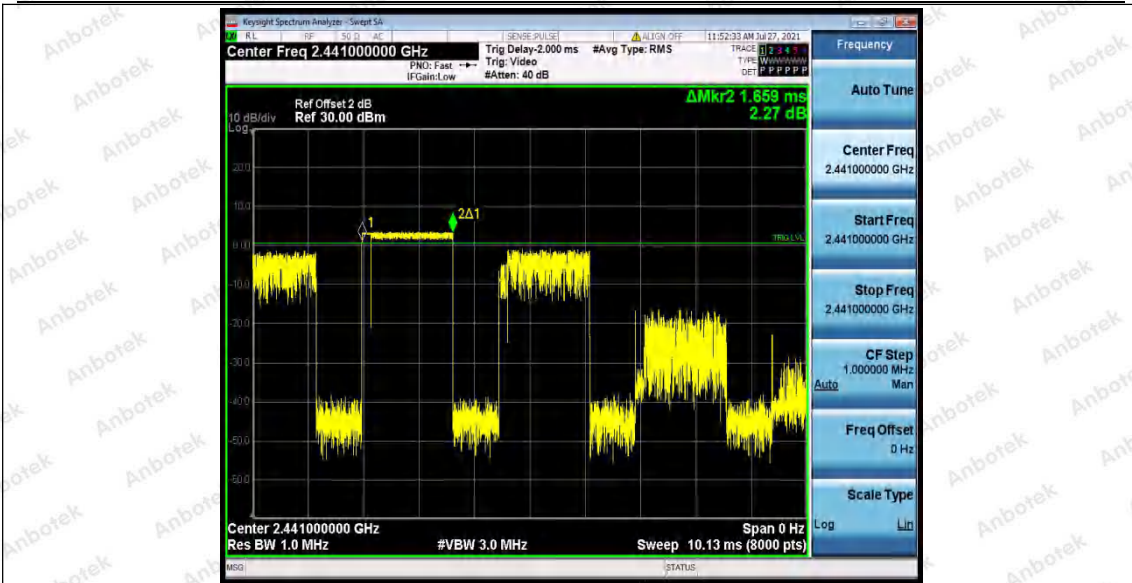 Keysight Spectrum Analyzer - Swept SA
RL RF 50 Ω AC SENSE:PULSE ALIGN OFF 11:52:33 AM Jul 27, 2021
Center Freq 2.441000000 GHz
PNO: Fast
IFGain:Low
Trig Delay-2.000 ms
Trig: Video
#Atten: 40 dB
#Avg Type: RMS
TRACE 1 2 3 4 5 6
TYPE WWWWWW
DET P P P P P P
ΔMkr2 1.659 ms
2.27 dB
Ref Offset 2 dB
10 dB/div Ref 30.00 dBm
Log
20.0
10.0
0.00
-10.0
-20.0
-30.0
-40.0
-50.0
-60.0
1
2Δ1
TRIG LVL
Center 2.441000000 GHz Span 0 Hz
Res BW 1.0 MHz #VBW 3.0 MHz Sweep 10.13 ms (8000 pts)
MSG STATUS
Frequency
Auto Tune
Center Freq
2.441000000 GHz
Start Freq
2.441000000 GHz
Stop Freq
2.441000000 GHz
CF Step
1.000000 MHz
Auto Man
Freq Offset
0 Hz
Scale Type
Log Lin
Anbotek